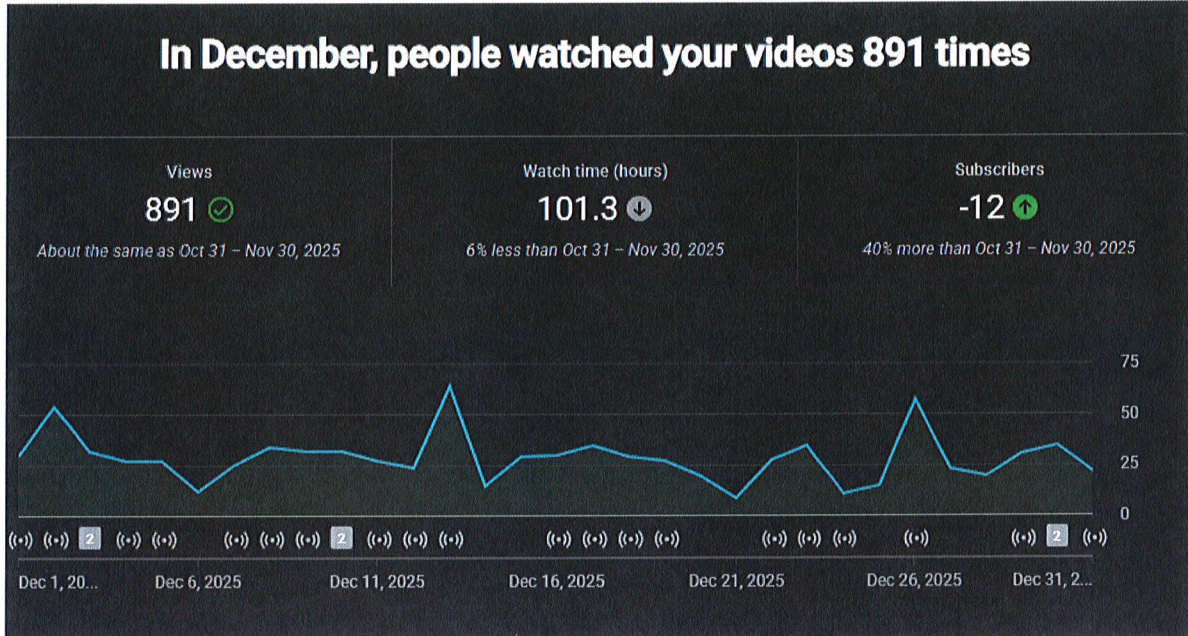 In December, people watched your videos 891 times
Views
891
About the same as Oct 31 – Nov 30, 2025
Watch time (hours)
101.3
6% less than Oct 31 – Nov 30, 2025
Subscribers
-12
40% more than Oct 31 – Nov 30, 2025
75
50
25
0
2 2 2
Dec 1, 20... Dec 6, 2025 Dec 11, 2025 Dec 16, 2025 Dec 21, 2025 Dec 26, 2025 Dec 31, 2...